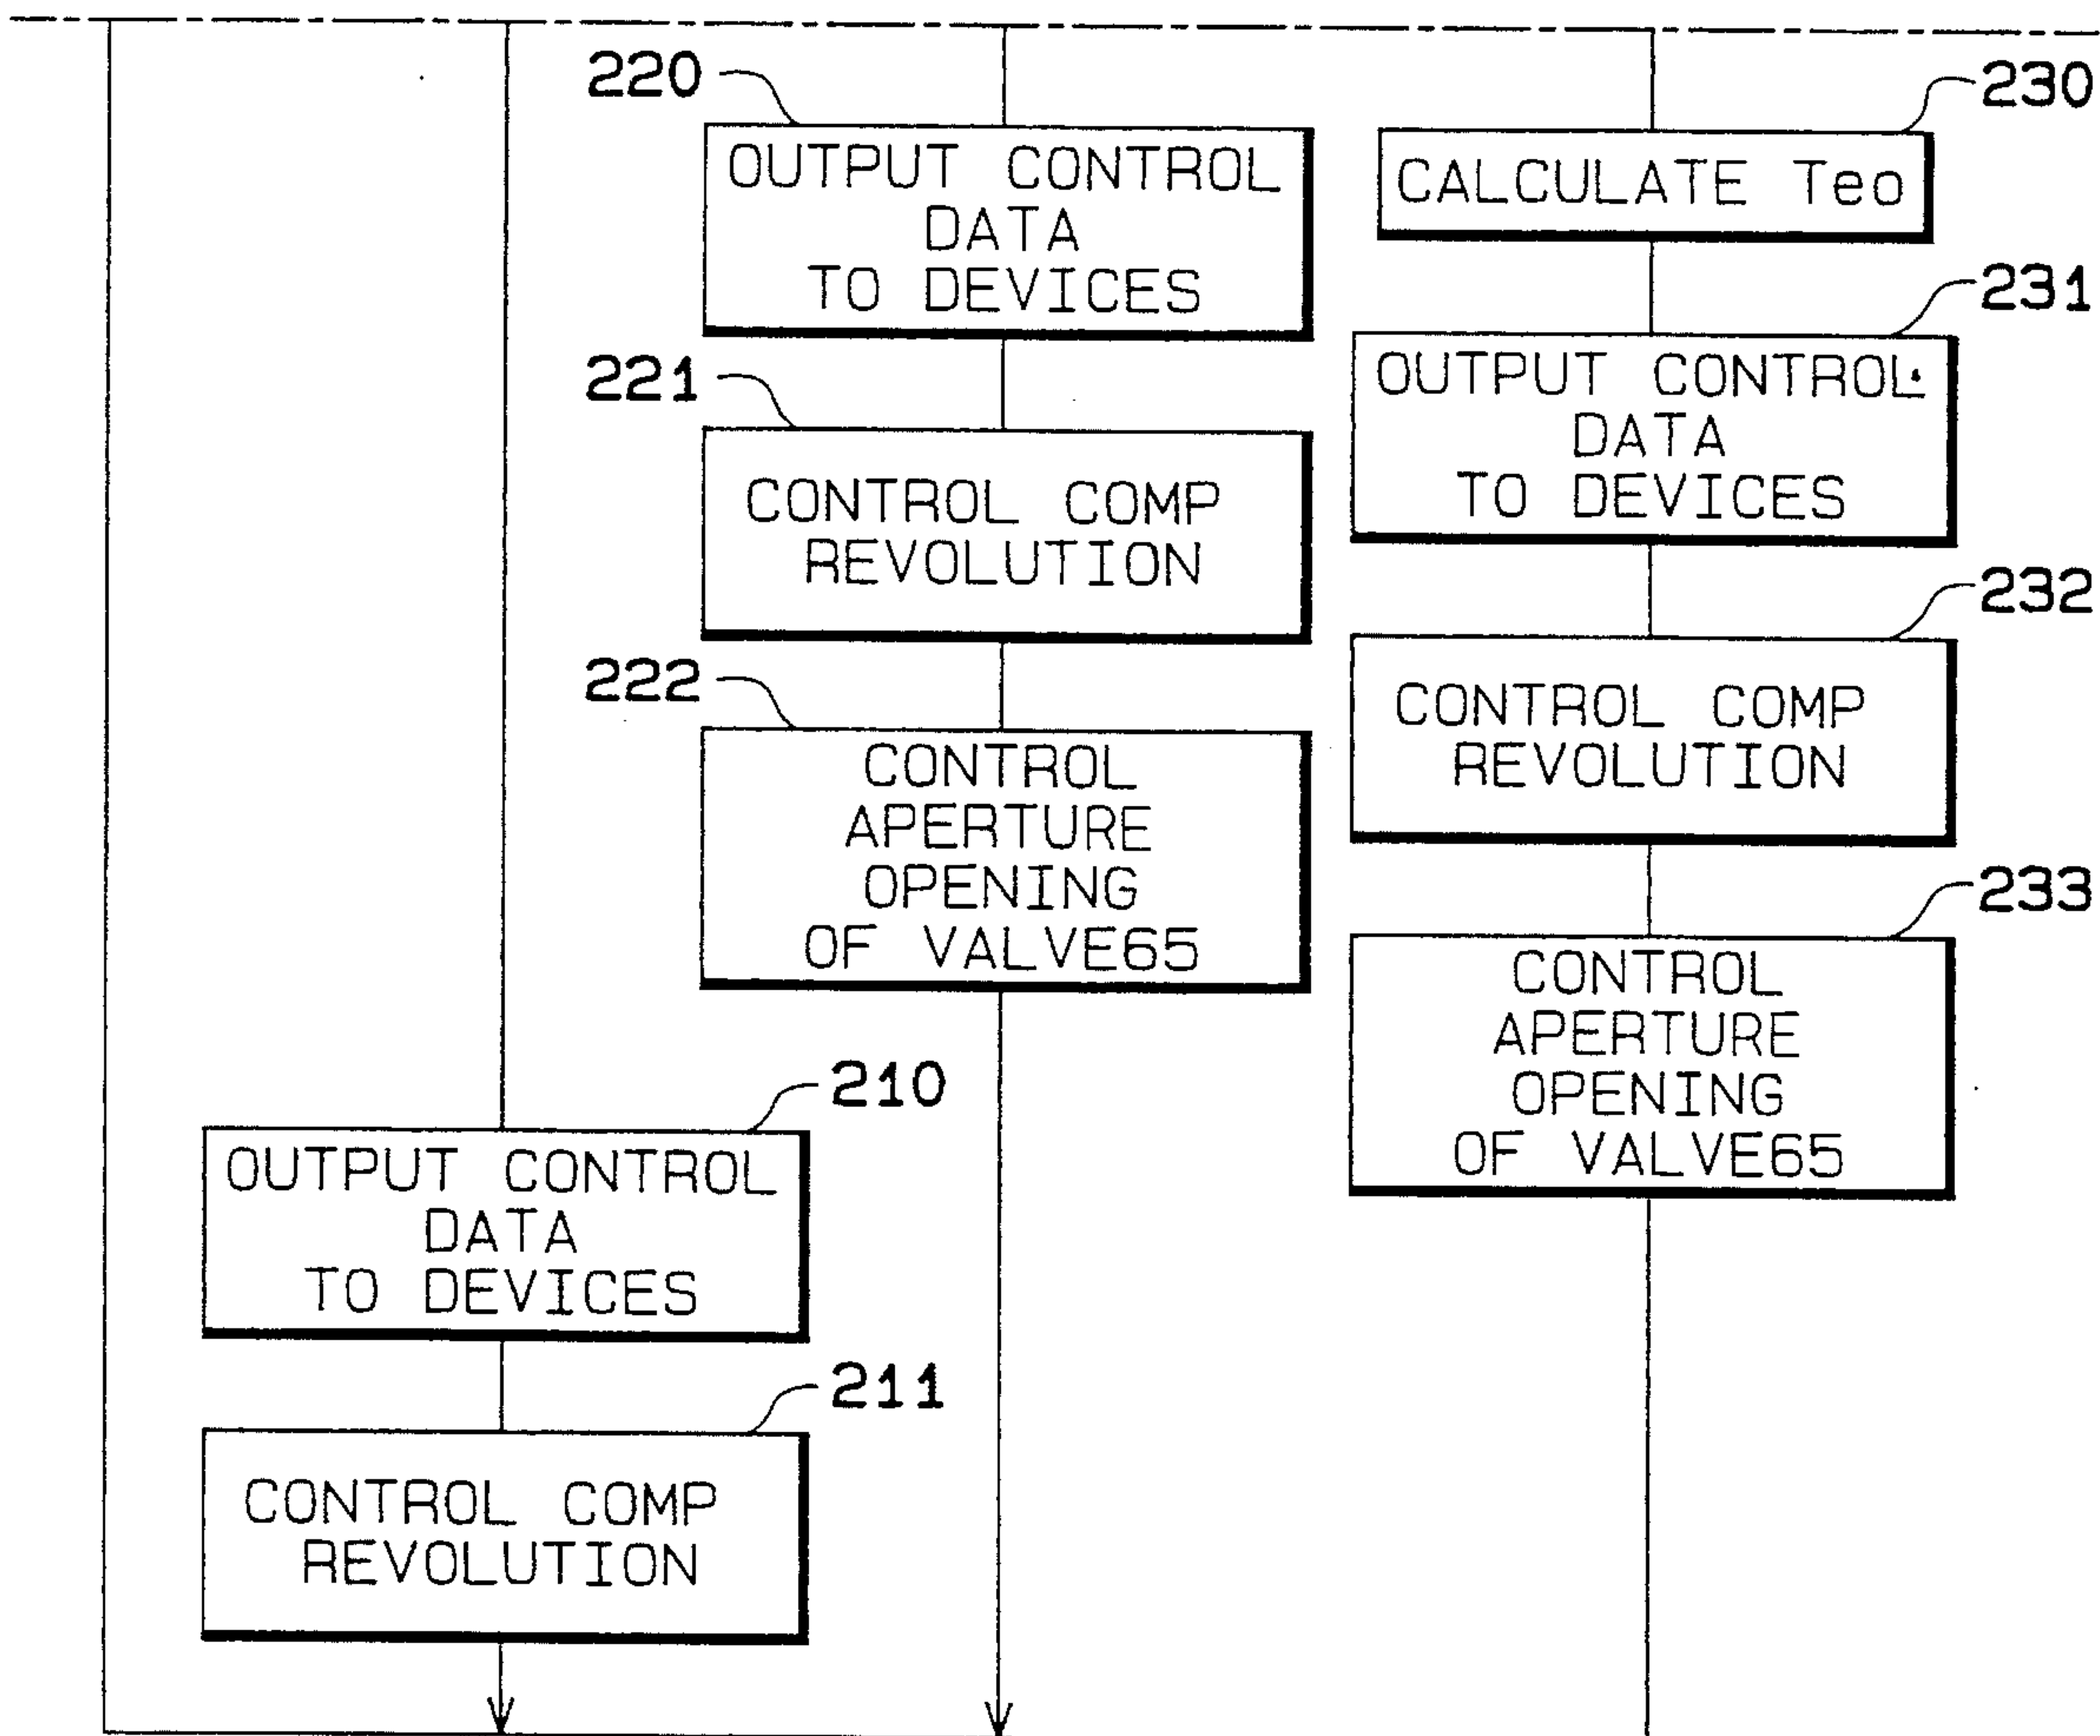 220
OUTPUT CONTROL
DATA
TO DEVICES
221
CONTROL COMP
REVOLUTION
222
CONTROL
APERTURE
OPENING
OF VALVE65
230
CALCULATE Teo
231
OUTPUT CONTROL
DATA
TO DEVICES
232
CONTROL COMP
REVOLUTION
233
CONTROL
APERTURE
OPENING
OF VALVE65
210
OUTPUT CONTROL
DATA
TO DEVICES
211
CONTROL COMP
REVOLUTION